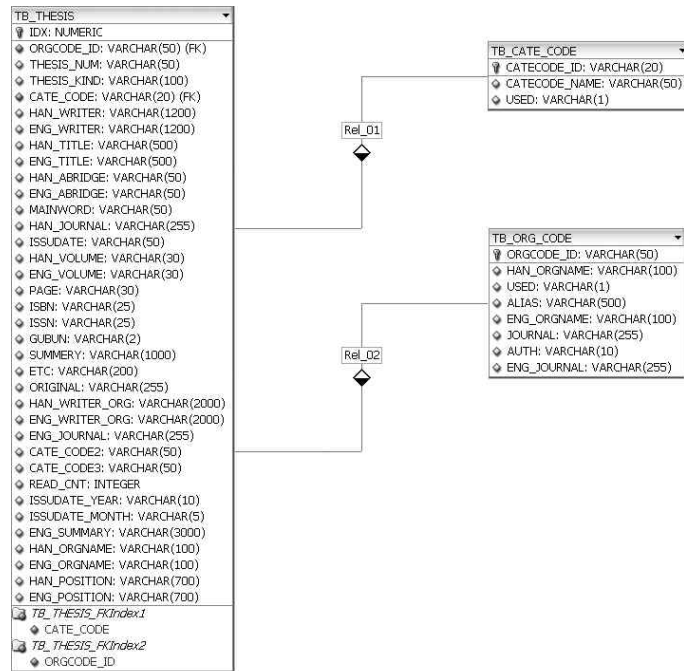 TB_THESIS
IDX: NUMERIC
ORGCODE_ID: VARCHAR(50) (FK)
THESIS_NUM: VARCHAR(50)
THESIS_KIND: VARCHAR(100)
CATE_CODE: VARCHAR(20) (FK)
HAN_WRITER: VARCHAR(1200)
ENG_WRITER: VARCHAR(1200)
HAN_TITLE: VARCHAR(500)
ENG_TITLE: VARCHAR(500)
HAN_ABRIDGE: VARCHAR(50)
ENG_ABRIDGE: VARCHAR(50)
MAINWORD: VARCHAR(50)
HAN_JOURNAL: VARCHAR(255)
ISSUDATE: VARCHAR(50)
HAN_VOLUME: VARCHAR(30)
ENG_VOLUME: VARCHAR(30)
PAGE: VARCHAR(30)
ISBN: VARCHAR(25)
ISSN: VARCHAR(25)
GUBUN: VARCHAR(2)
SUMMERY: VARCHAR(1000)
ETC: VARCHAR(200)
ORIGINAL: VARCHAR(255)
HAN_WRITER_ORG: VARCHAR(2000)
ENG_WRITER_ORG: VARCHAR(2000)
ENG_JOURNAL: VARCHAR(255)
CATE_CODE2: VARCHAR(50)
CATE_CODE3: VARCHAR(50)
READ_CNT: INTEGER
ISSUDATE_YEAR: VARCHAR(10)
ISSUDATE_MONTH: VARCHAR(5)
ENG_SUMMARY: VARCHAR(3000)
HAN_ORGNAME: VARCHAR(100)
ENG_ORGNAME: VARCHAR(100)
HAN_POSITION: VARCHAR(700)
ENG_POSITION: VARCHAR(700)
TB_THESIS_FKIndex1
CATE_CODE
TB_THESIS_FKIndex2
ORGCODE_ID
Rel_01
Rel_02
TB_CATE_CODE
CATECODE_ID: VARCHAR(20)
CATECODE_NAME: VARCHAR(50)
USED: VARCHAR(1)
TB_ORG_CODE
ORGCODE_ID: VARCHAR(50)
HAN_ORGNAME: VARCHAR(100)
USED: VARCHAR(1)
ALIAS: VARCHAR(500)
ENG_ORGNAME: VARCHAR(100)
JOURNAL: VARCHAR(255)
AUTH: VARCHAR(10)
ENG_JOURNAL: VARCHAR(255)